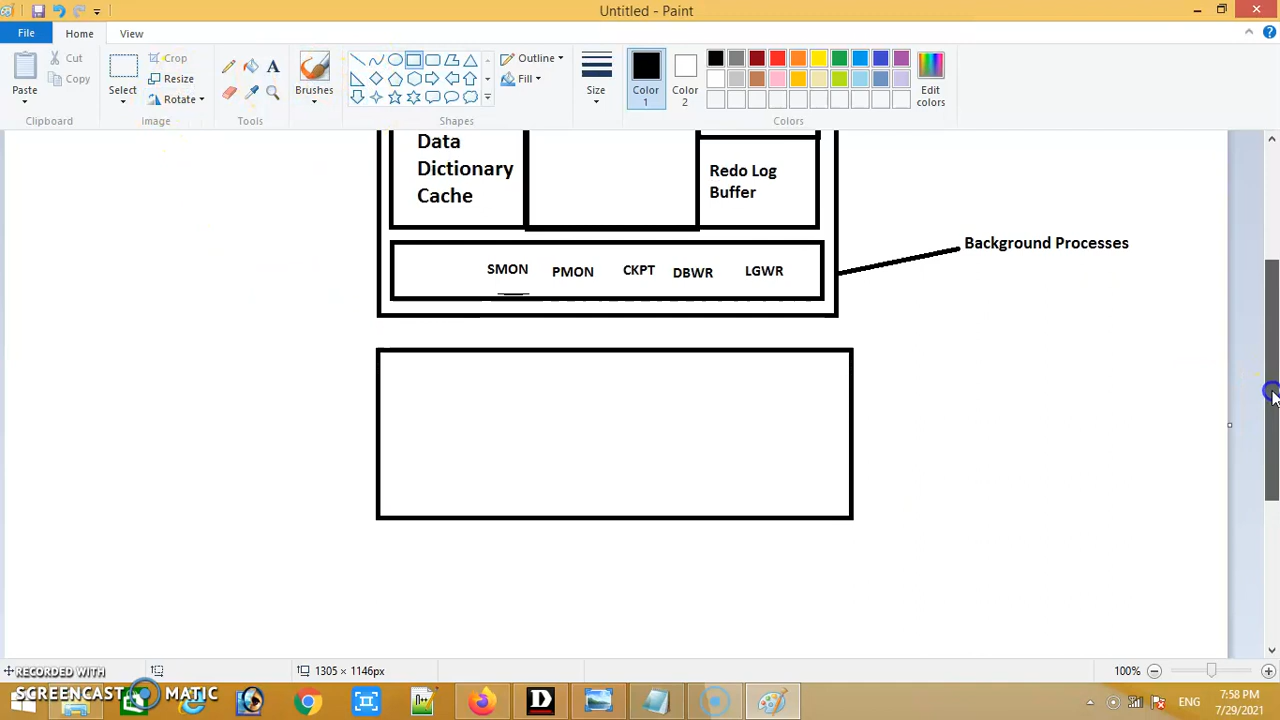 Untitled - Paint
File Home View
Paste
Cut
Copy
Clipboard
Select
Crop
Resize
Rotate
Image
Tools
Brushes
Shapes
Outline
Fill
Size
Color 1
Color 2
Edit colors
Colors
Data
Dictionary
Cache
Redo Log
Buffer
Background Processes
SMON PMON CKPT DBWR LGWR
1305 × 1146px
100%
RECORDED WITH
SCREENCAST MATIC
ENG
7:58 PM
7/29/2021